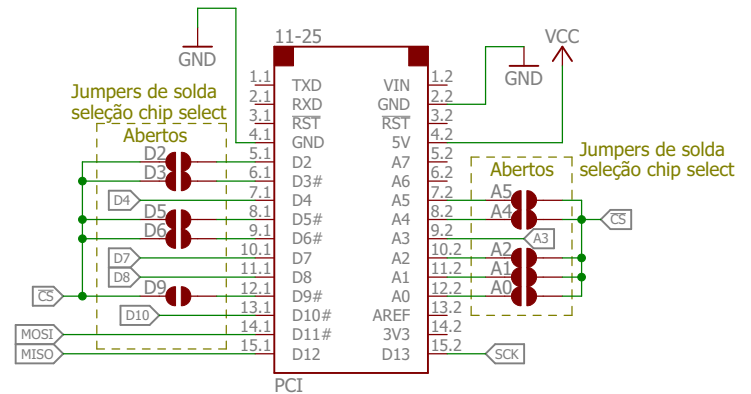 11-25
VCC
GND
GND
Jumpers de solda
seleção chip select
Abertos
Jumpers de solda
seleção chip select
Abertos
1.1 TXD VIN 1.2
2.1 RXD GND 2.2
3.1 RST RST 3.2
4.1 GND 5V 4.2
D2 5.1 D2 A7 5.2
D3 6.1 D3# A6 6.2
D4 7.1 D4 A5 7.2 A5
D5 8.1 D5# A4 8.2 A4 CS
D6 9.1 D6# A3 9.2 A3
D7 10.1 D7 A2 10.2 A2
D8 11.1 D8 A1 11.2 A1
CS D9 12.1 D9# A0 12.2 A0
D10 13.1 D10# AREF 13.2
MOSI 14.1 D11# 3V3 14.2
MISO 15.1 D12 D13 15.2 SCK
PCI